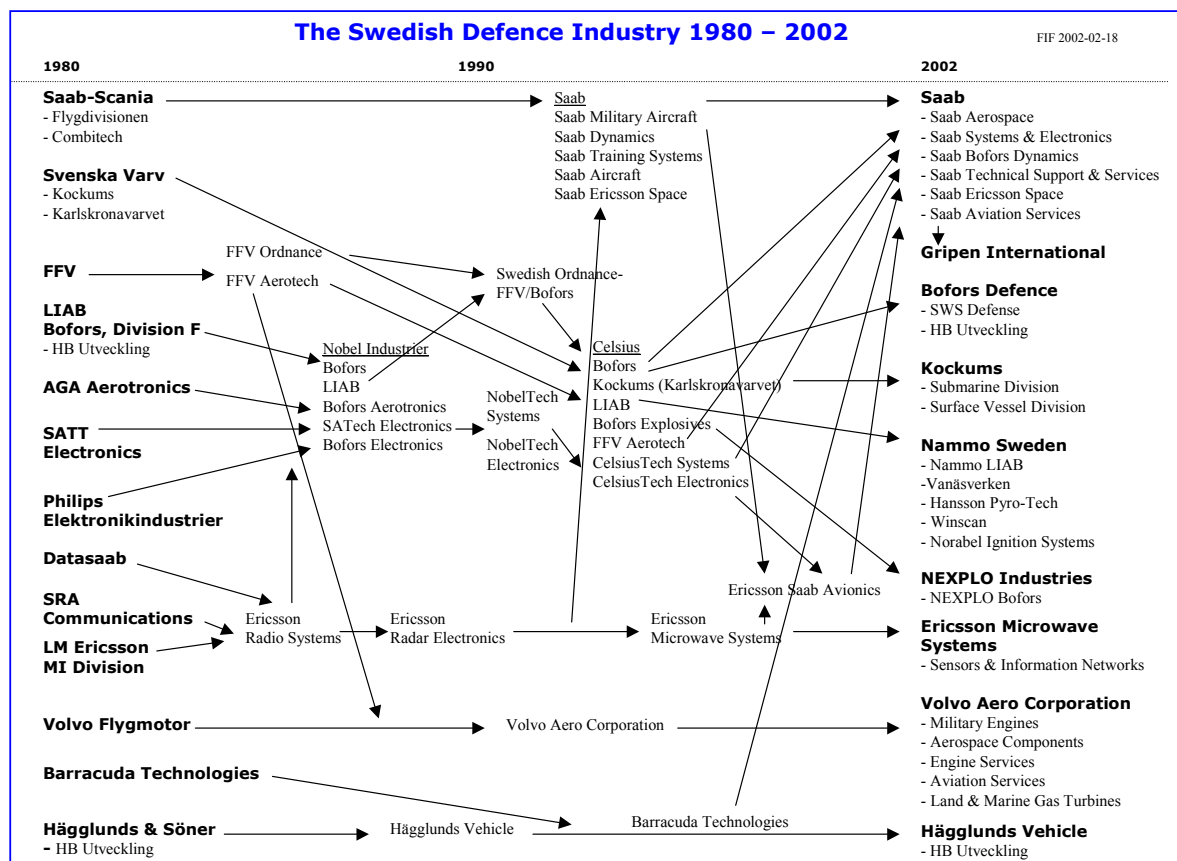 The Swedish Defence Industry 1980 – 2002
FIF 2002-02-18
1980
1990
2002
Saab-Scania
- Flygdivisionen
- Combitech
Svenska Varv
- Kockums
- Karlskronavarvet
FFV
LIAB
Bofors, Division F
- HB Utveckling
AGA Aerotronics
SATT
Electronics
Philips
Elektronikindustrier
Datasaab
SRA
Communications
LM Ericsson
MI Division
Volvo Flygmotor
Barracuda Technologies
Hägglunds & Söner
- HB Utveckling
FFV Ordnance
FFV Aerotech
Nobel Industrier
Bofors
LIAB
Bofors Aerotronics
SATech Electronics
Bofors Electronics
Ericsson
Radio Systems
Ericsson
Radar Electronics
Hägglunds Vehicle
Swedish Ordnance-
FFV/Bofors
NobelTech
Systems
NobelTech
Electronics
Volvo Aero Corporation
Saab
Saab Military Aircraft
Saab Dynamics
Saab Training Systems
Saab Aircraft
Saab Ericsson Space
Celsius
Bofors
Kockums (Karlskronavarvet)
LIAB
Bofors Explosives
FFV Aerotech
CelsiusTech Systems
CelsiusTech Electronics
Ericsson Saab Avionics
Ericsson
Microwave Systems
Barracuda Technologies
Saab
- Saab Aerospace
- Saab Systems & Electronics
- Saab Bofors Dynamics
- Saab Technical Support & Services
- Saab Ericsson Space
- Saab Aviation Services
Gripen International
Bofors Defence
- SWS Defense
- HB Utveckling
Kockums
- Submarine Division
- Surface Vessel Division
Nammo Sweden
- Nammo LIAB
-Vanäsverken
- Hansson Pyro-Tech
- Winscan
- Norabel Ignition Systems
NEXPLO Industries
- NEXPLO Bofors
Ericsson Microwave
Systems
- Sensors & Information Networks
Volvo Aero Corporation
- Military Engines
- Aerospace Components
- Engine Services
- Aviation Services
- Land & Marine Gas Turbines
Hägglunds Vehicle
- HB Utveckling